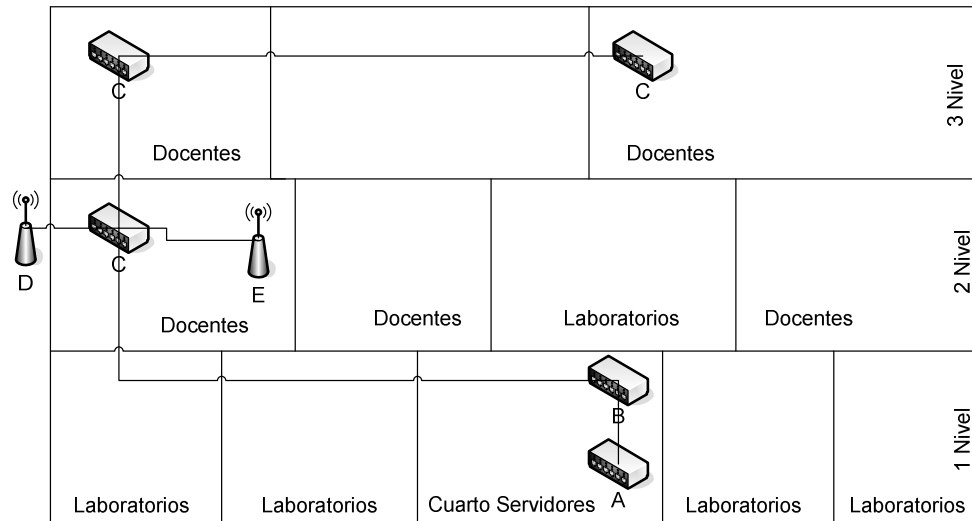 C
C
3 Nivel
Docentes
Docentes
D
C
E
2 Nivel
Docentes
Docentes
Laboratorios
Docentes
B
A
1 Nivel
Laboratorios
Laboratorios
Cuarto Servidores
Laboratorios
Laboratorios